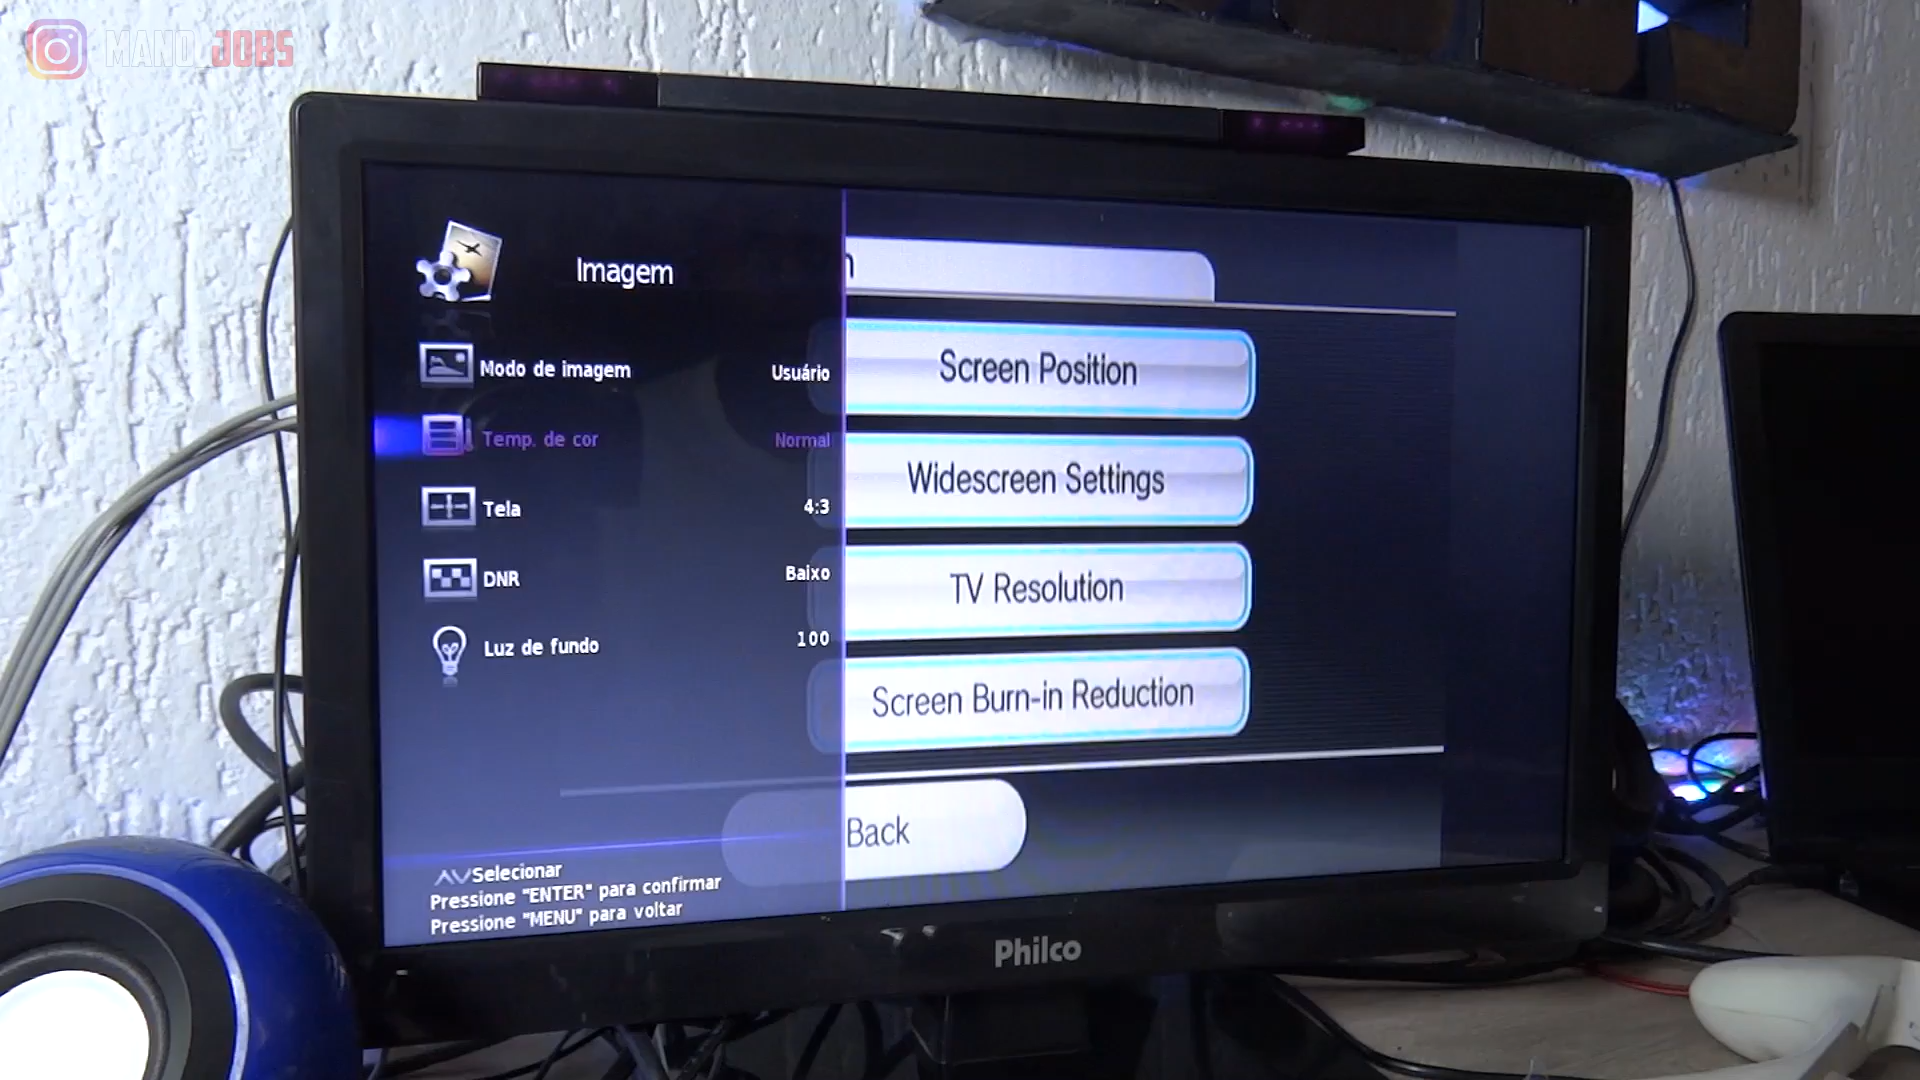 MANO_JOBS
Imagem
Modo de imagem Usuário
Temp. de cor Normal
Tela 4:3
DNR Baixo
Luz de fundo 100
Selecionar
Pressione "ENTER" para confirmar
Pressione "MENU" para voltar
n
Screen Position
Widescreen Settings
TV Resolution
Screen Burn-in Reduction
Back
Philco